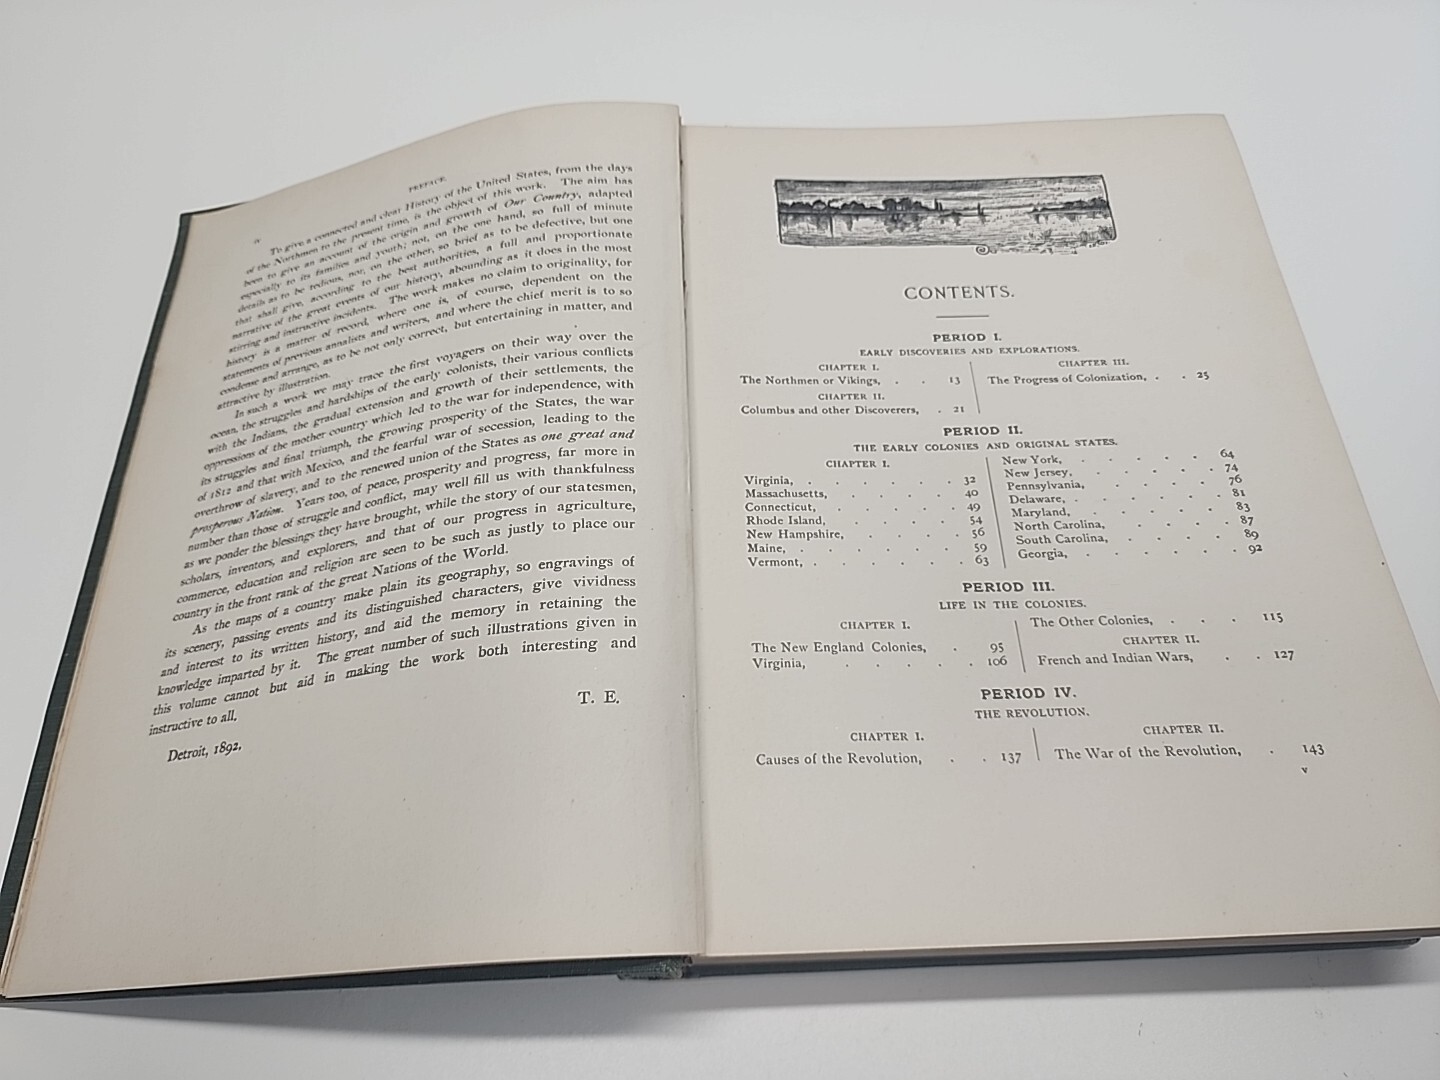 iv
PREFACE.
To give a connected and clear History of the United States, from the days
of the Northmen to the present time, is the object of this work. The aim has
been to give an account of the origin and growth of Our Country, adapted
especially to its families and youth; not, on the one hand, so full of minute
details as to be tedious, nor, on the other, so brief as to be defective, but one
that shall give, according to the best authorities, a full and proportionate
narrative of the great events of our history, abounding as it does in the most
stirring and instructive incidents. The work makes no claim to originality, for
history is a matter of record, where one is, of course, dependent on the
statements of previous annalists and writers, and where the chief merit is to so
condense and arrange, as to be not only correct, but entertaining in matter, and
attractive by illustration.
In such a work we may trace the first voyagers on their way over the
ocean, the struggles and hardships of the early colonists, their various conflicts
with the Indians, the gradual extension and growth of their settlements, the
oppressions of the mother country which led to the war for independence, with
its struggles and final triumph, the growing prosperity of the States, the war
of 1812 and that with Mexico, and the fearful war of secession, leading to the
overthrow of slavery, and to the renewed union of the States as one great and
prosperous Nation. Years too, of peace, prosperity and progress, far more in
number than those of struggle and conflict, may well fill us with thankfulness
as we ponder the blessings they have brought, while the story of our statesmen,
scholars, inventors, and explorers, and that of our progress in agriculture,
commerce, education and religion are seen to be such as justly to place our
country in the front rank of the great Nations of the World.
As the maps of a country make plain its geography, so engravings of
its scenery, passing events and its distinguished characters, give vividness
and interest to its written history, and aid the memory in retaining the
knowledge imparted by it. The great number of such illustrations given in
this volume cannot but aid in making the work both interesting and
instructive to all.
T. E.
Detroit, 1892.
CONTENTS.
PERIOD I.
EARLY DISCOVERIES AND EXPLORATIONS.
CHAPTER I.
The Northmen or Vikings, . . 13
CHAPTER II.
Columbus and other Discoverers, . 21
CHAPTER III.
The Progress of Colonization, . . 25
PERIOD II.
THE EARLY COLONIES AND ORIGINAL STATES.
CHAPTER I.
Virginia, . . . . . . 32
Massachusetts, . . . . 40
Connecticut, . . . . . 49
Rhode Island, . . . . 54
New Hampshire, . . . . 56
Maine, . . . . . . 59
Vermont, . . . . . . 63
New York, . . . . . 64
New Jersey, . . . . . 74
Pennsylvania, . . . . 76
Delaware, . . . . . . 81
Maryland, . . . . . 83
North Carolina, . . . . 87
South Carolina, . . . . 89
Georgia, . . . . . . 92
PERIOD III.
LIFE IN THE COLONIES.
CHAPTER I.
The New England Colonies, . 95
Virginia, . . . . . 106
The Other Colonies, . . . 115
CHAPTER II.
French and Indian Wars, . . 127
PERIOD IV.
THE REVOLUTION.
CHAPTER I.
Causes of the Revolution, . . 137
CHAPTER II.
The War of the Revolution, . 143
v